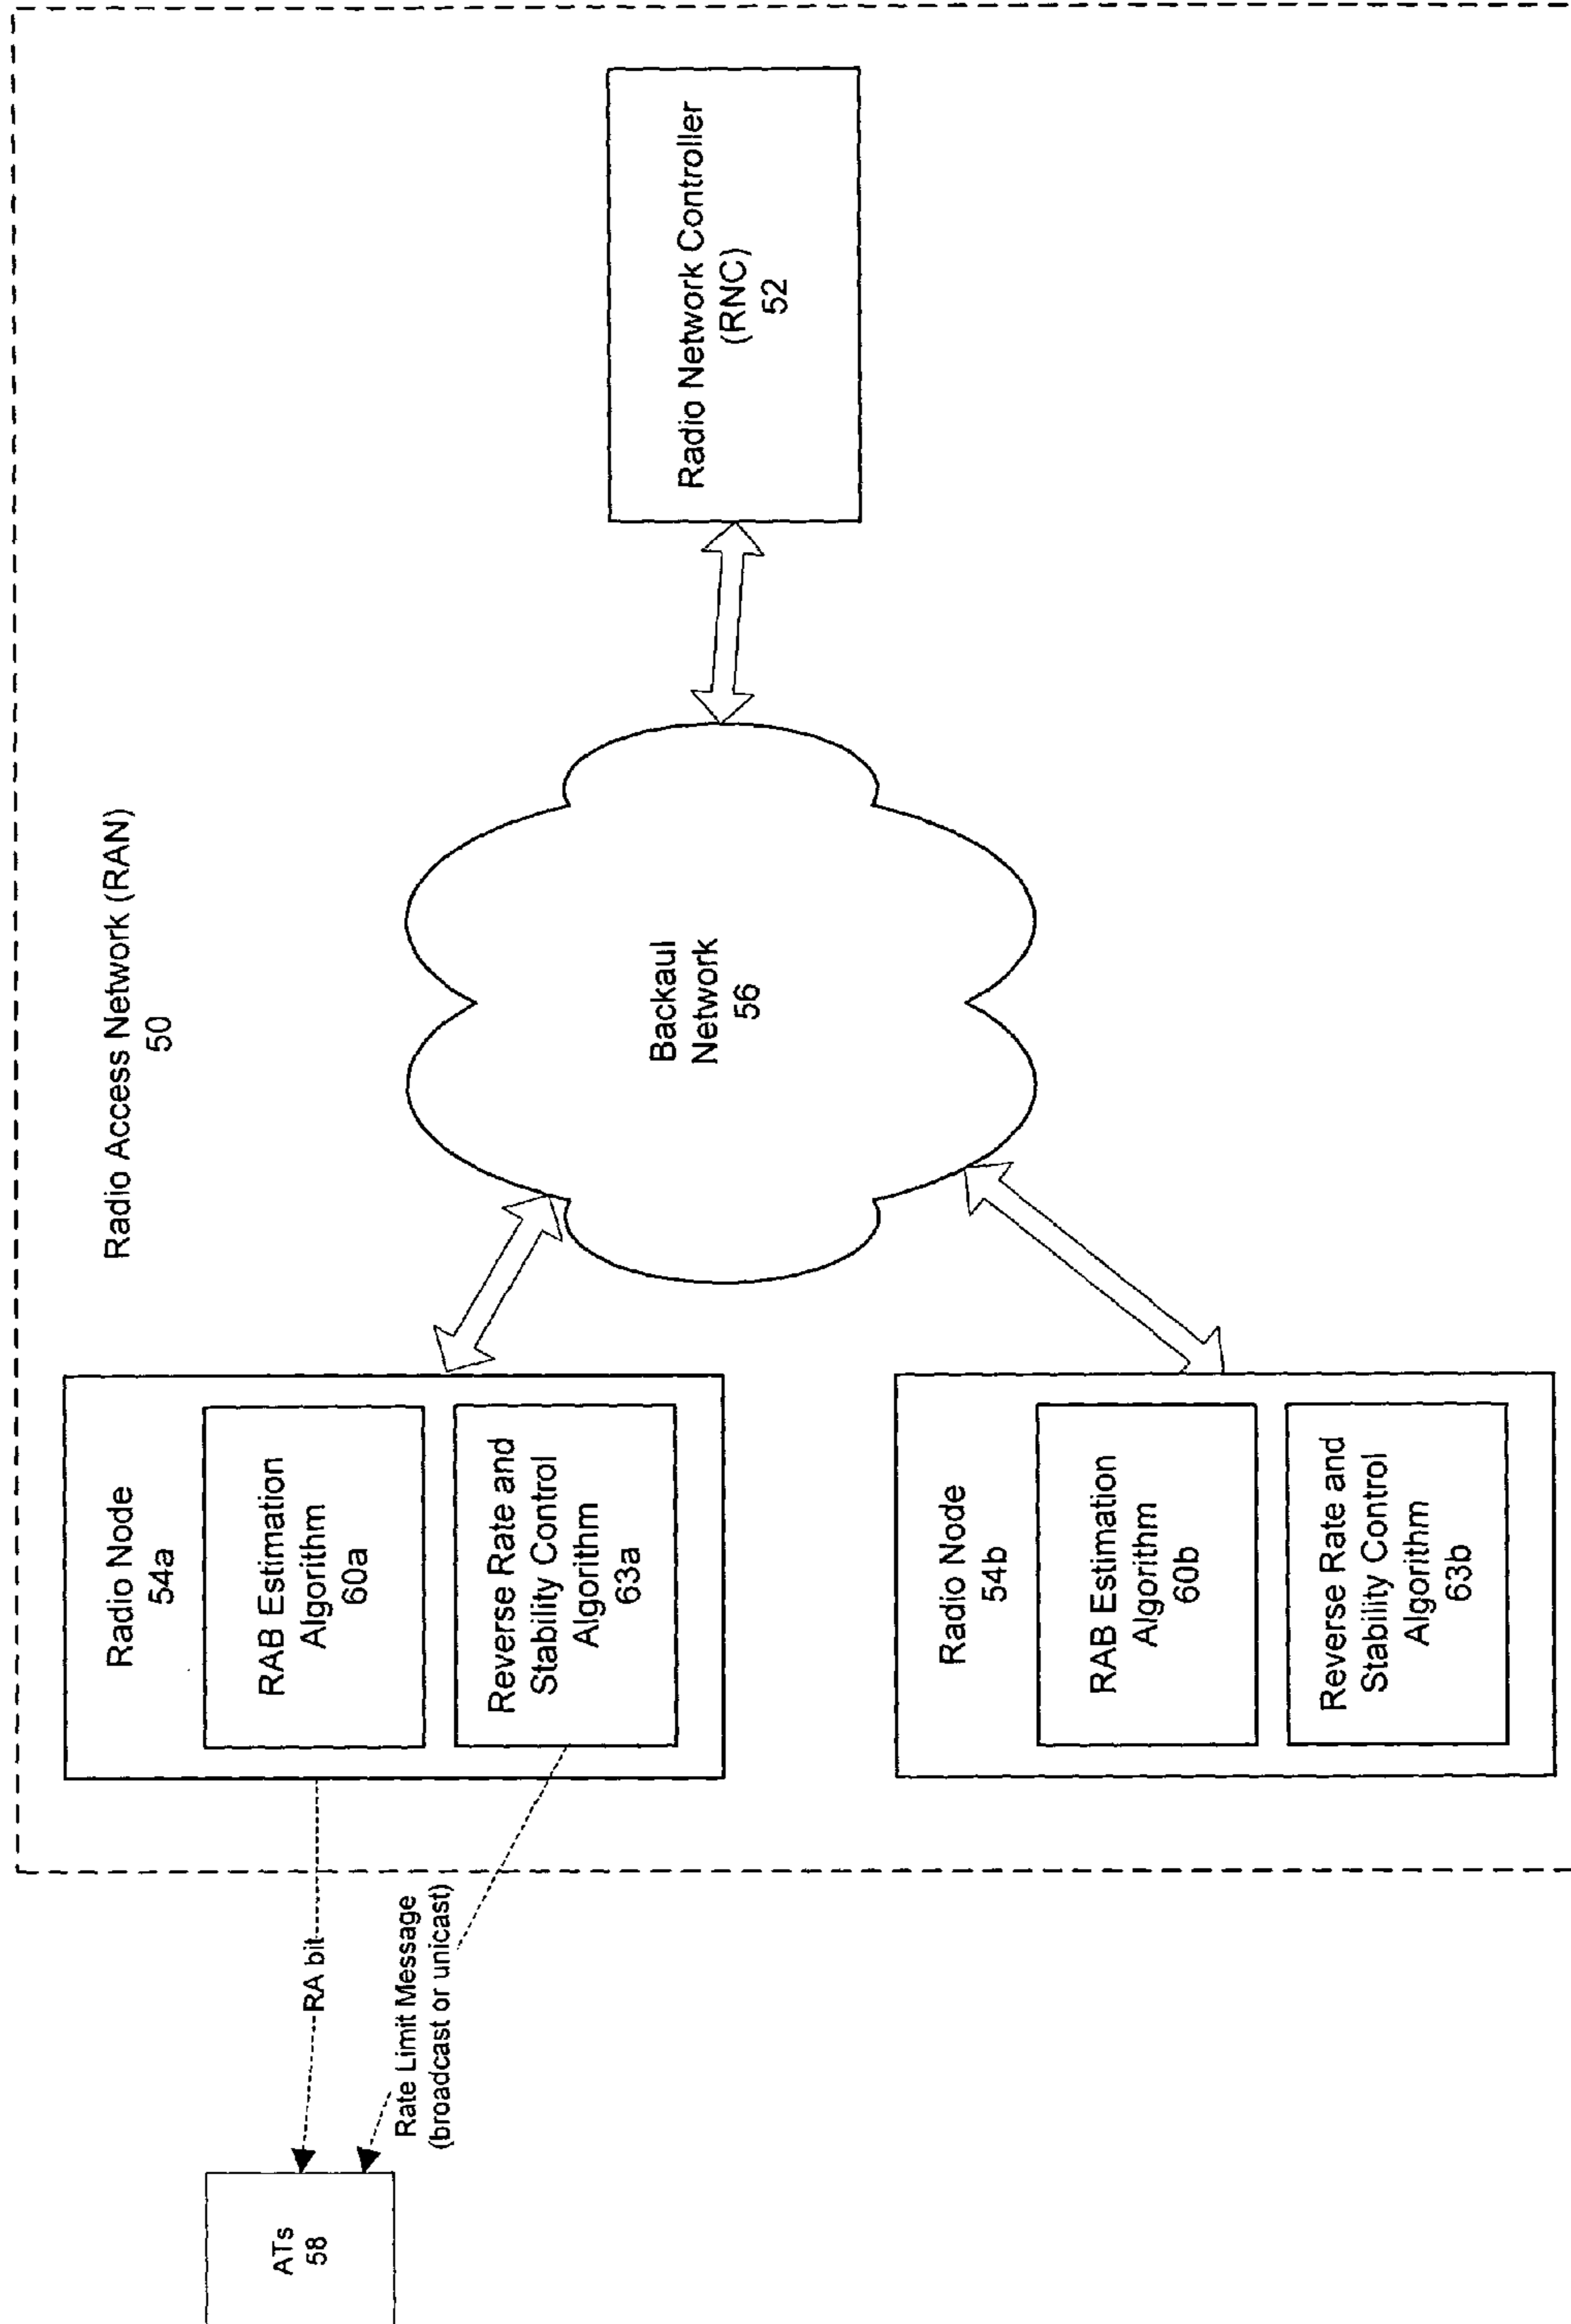 Radio Access Network (RAN)
50
ATs
58
RA bit
Rate Limit Message
(broadcast or unicast)
Radio Node
54a
RAB Estimation
Algorithm
60a
Reverse Rate and
Stability Control
Algorithm
63a
Radio Node
54b
RAB Estimation
Algorithm
60b
Reverse Rate and
Stability Control
Algorithm
63b
Backaul
Network
56
Radio Network Controller
(RNC)
52